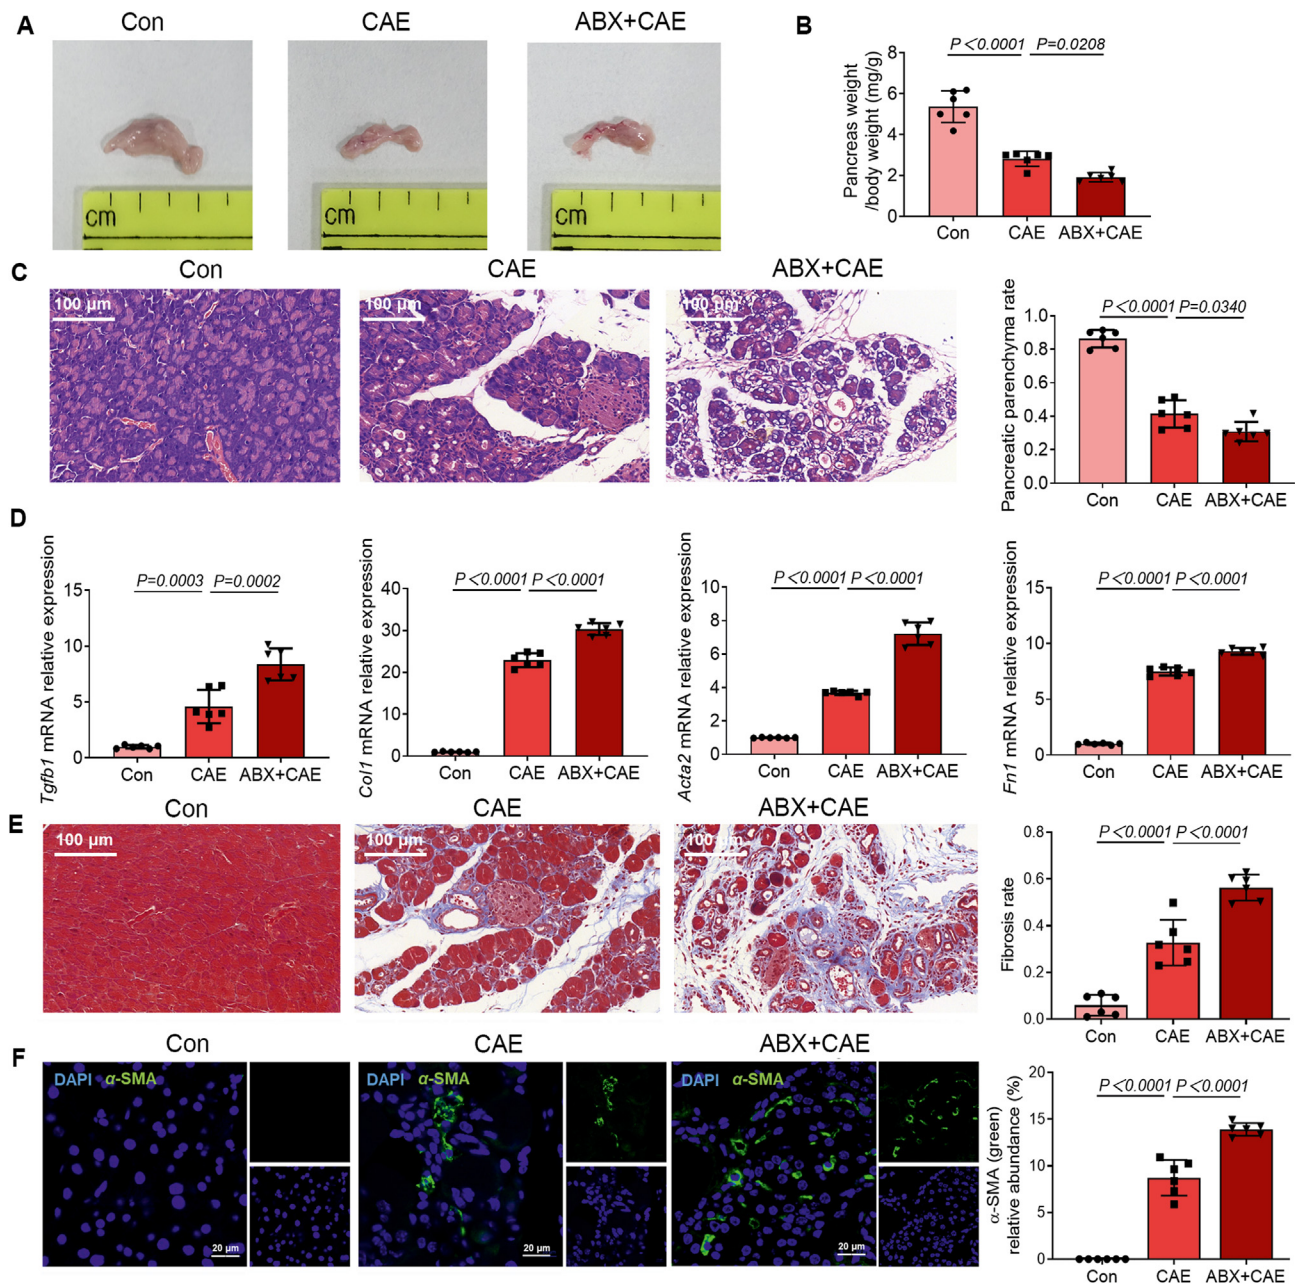 A
Con
CAE
ABX+CAE
cm
cm
cm
B
Pancreas weight
/body weight (mg/g)
8
6
4
2
0
P<0.0001
P=0.0208
Con
CAE
ABX+CAE
C
Con
CAE
ABX+CAE
100 μm
100 μm
100 μm
Pancreatic parenchyma rate
1.0
0.8
0.6
0.4
0.2
0.0
P<0.0001
P=0.0340
Con
CAE
ABX+CAE
D
Tgfb1 mRNA relative expression
15
10
5
0
P=0.0003
P=0.0002
Con
CAE
ABX+CAE
Col1 mRNA relative expression
40
30
20
10
0
P<0.0001
P<0.0001
Con
CAE
ABX+CAE
Acta2 mRNA relative expression
10
8
6
4
2
0
P<0.0001
P<0.0001
Con
CAE
ABX+CAE
Fn1 mRNA relative expression
15
10
5
0
P<0.0001
P<0.0001
Con
CAE
ABX+CAE
E
Con
CAE
ABX+CAE
100 μm
100 μm
100 μm
Fibrosis rate
0.8
0.6
0.4
0.2
0.0
P<0.0001
P<0.0001
Con
CAE
ABX+CAE
F
Con
CAE
ABX+CAE
DAPI α-SMA
20 μm
DAPI α-SMA
20 μm
DAPI α-SMA
20 μm
α-SMA (green)
relative abundance (%)
20
15
10
5
0
P<0.0001
P<0.0001
Con
CAE
ABX+CAE